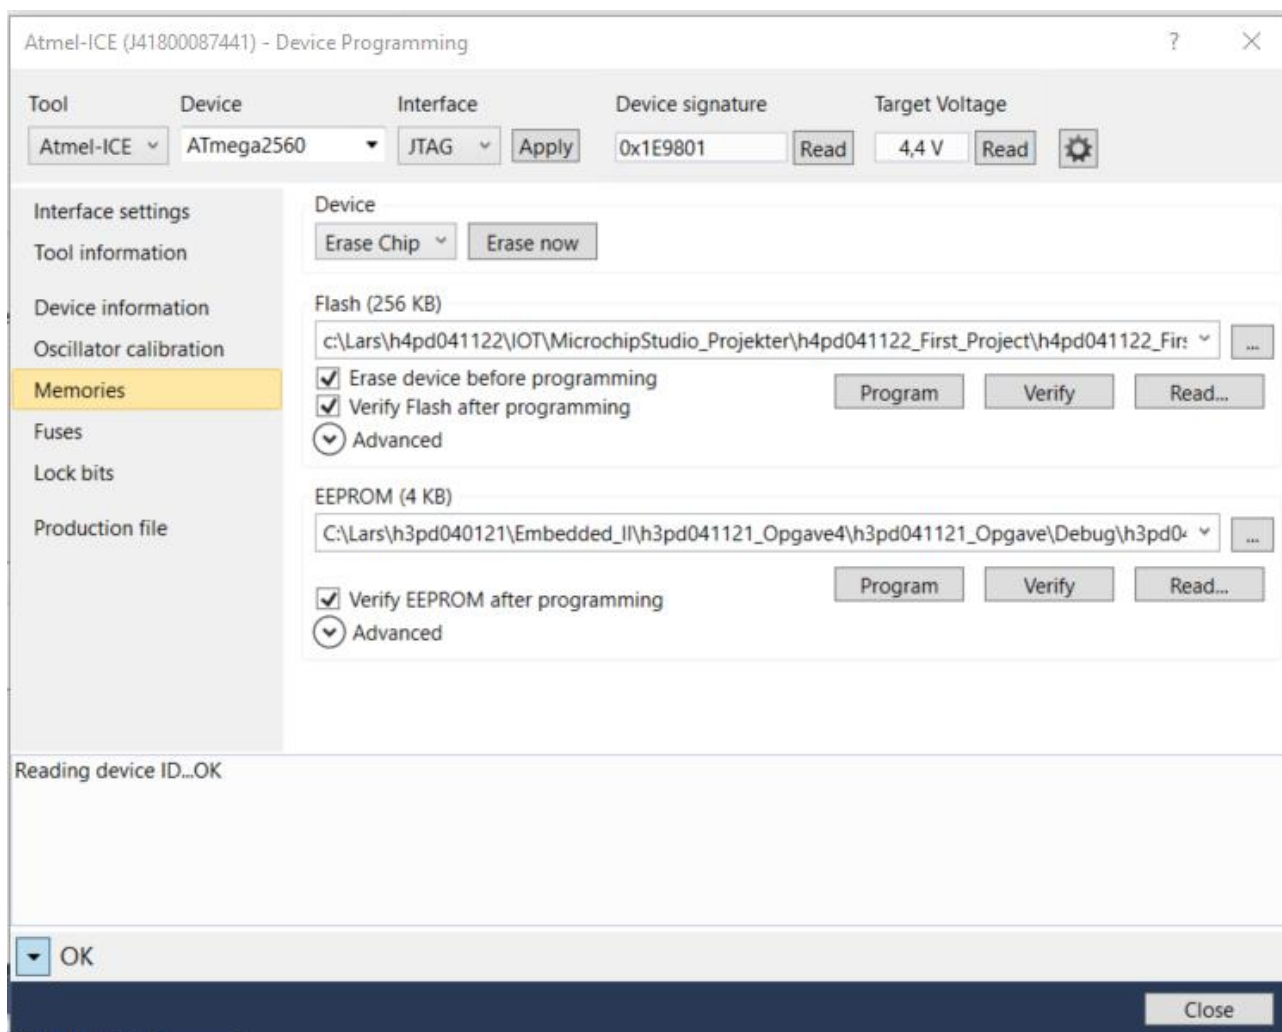 Atmel-ICE (J41800087441) - Device Programming
Tool Device Interface Device signature Target Voltage
Atmel-ICE ATmega2560 JTAG Apply 0x1E9801 Read 4,4 V Read
Interface settings
Tool information
Device information
Oscillator calibration
Memories
Fuses
Lock bits
Production file
Device
Erase Chip Erase now
Flash (256 KB)
c:\Lars\h4pd041122\IOT\MicrochipStudio_Projekter\h4pd041122_First_Project\h4pd041122_Firs ...
Erase device before programming
Verify Flash after programming
Program Verify Read...
Advanced
EEPROM (4 KB)
C:\Lars\h3pd040121\Embedded_II\h3pd041121_Opgave4\h3pd041121_Opgave\Debug\h3pd04 ...
Program Verify Read...
Verify EEPROM after programming
Advanced
Reading device ID...OK
OK
Close